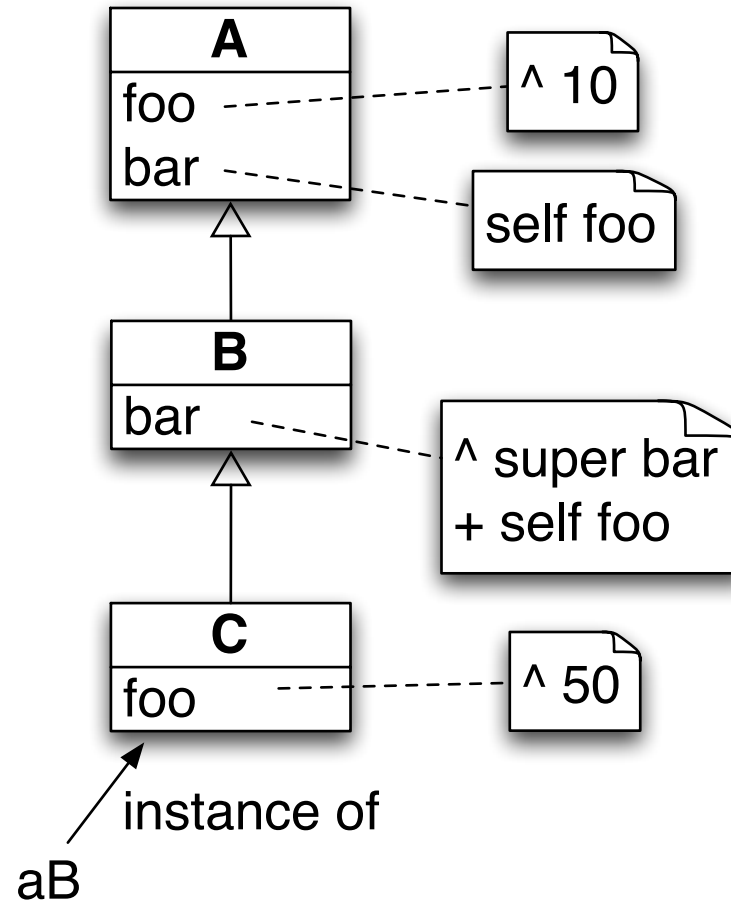 A
foo
^ 10
bar
self foo
B
bar
^ super bar
+ self foo
C
foo
^ 50
instance of
aB